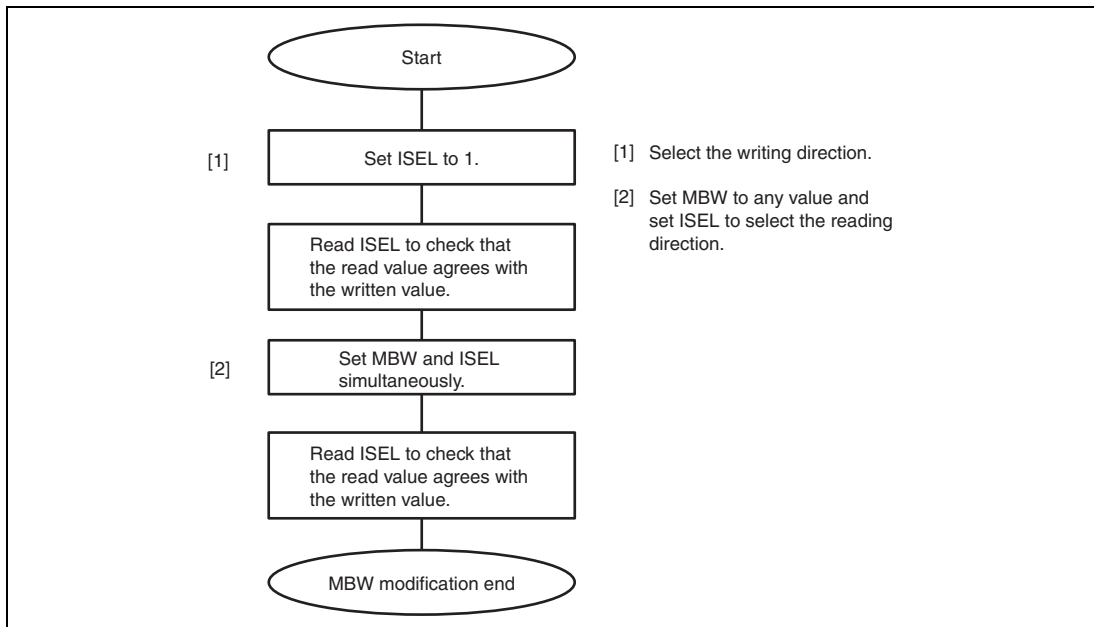 Start
[1]
Set ISEL to 1.
[1] Select the writing direction.
[2] Set MBW to any value and
set ISEL to select the reading
direction.
Read ISEL to check that
the read value agrees with
the written value.
[2]
Set MBW and ISEL
simultaneously.
Read ISEL to check that
the read value agrees with
the written value.
MBW modification end